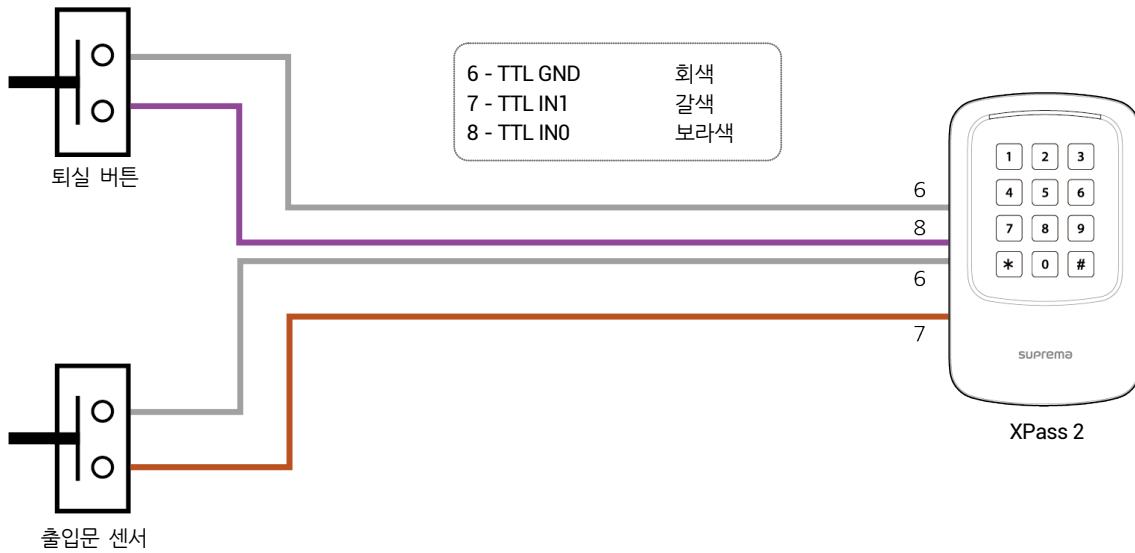 퇴실 버튼
6 - TTL GND 회색
7 - TTL IN1 갈색
8 - TTL IN0 보라색
6
8
6
7
1 2 3
4 5 6
7 8 9
* 0 #
suprema
XPass 2
출입문 센서